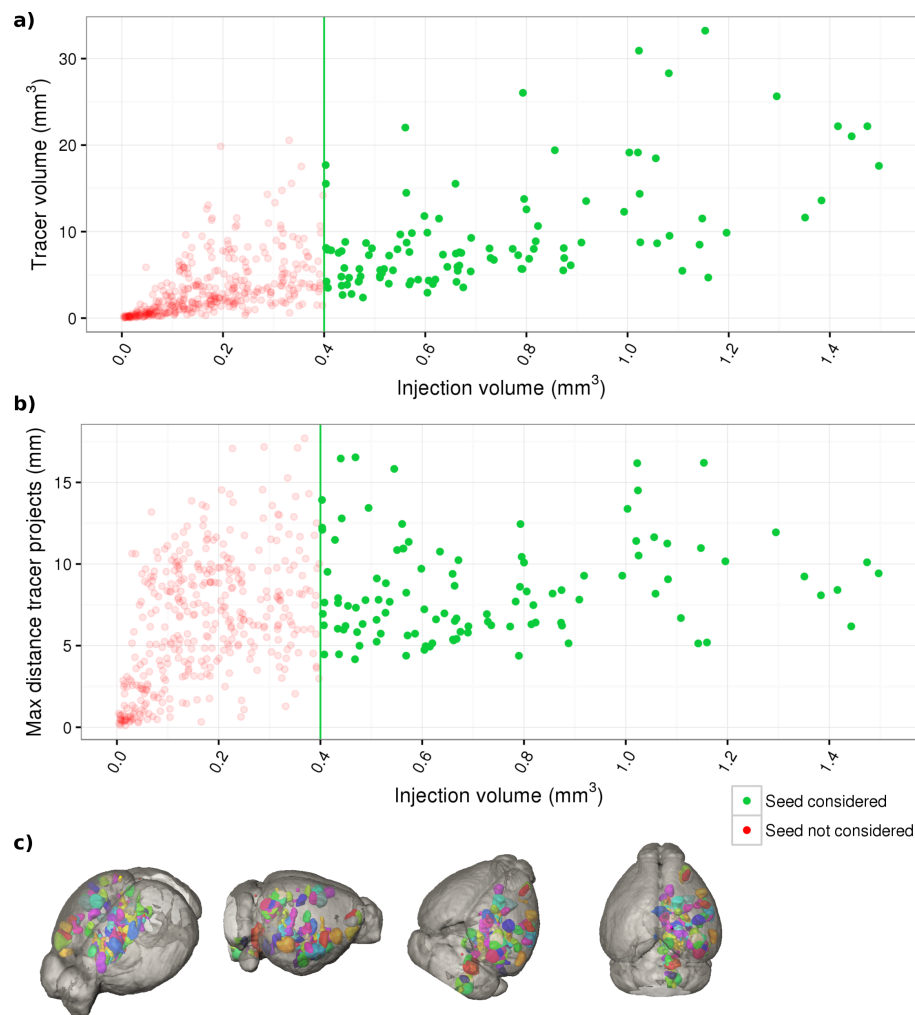 a)
Tracer volume (mm³)
30
20
10
0
0.0 0.2 0.4 0.6 0.8 1.0 1.2 1.4
Injection volume (mm³)
b)
Max distance tracer projects (mm)
15
10
5
0
0.0 0.2 0.4 0.6 0.8 1.0 1.2 1.4
Injection volume (mm³)
Seed considered
Seed not considered
c)